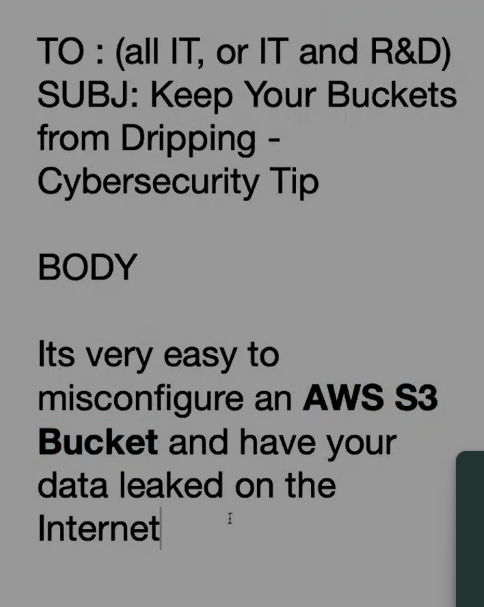 TO : (all IT, or IT and R&D)
SUBJ: Keep Your Buckets
from Dripping -
Cybersecurity Tip
BODY
Its very easy to
misconfigure an AWS S3
Bucket and have your
data leaked on the
Internet